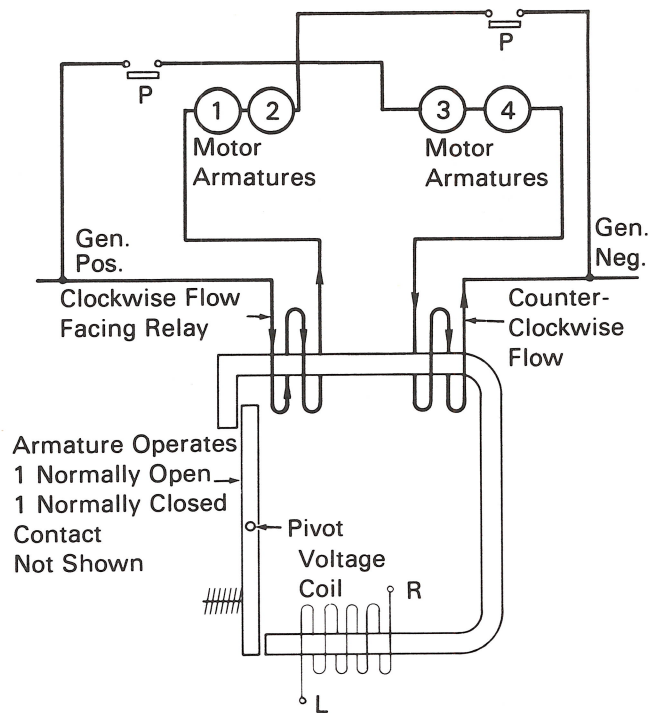 P
P
1 2
3 4
Motor
Armatures
Motor
Armatures
Gen.
Pos.
Gen.
Neg.
Clockwise Flow
Facing Relay
Counter-
Clockwise
Flow
Armature Operates
1 Normally Open
1 Normally Closed
Contact
Not Shown
Pivot
Voltage
Coil
R
L